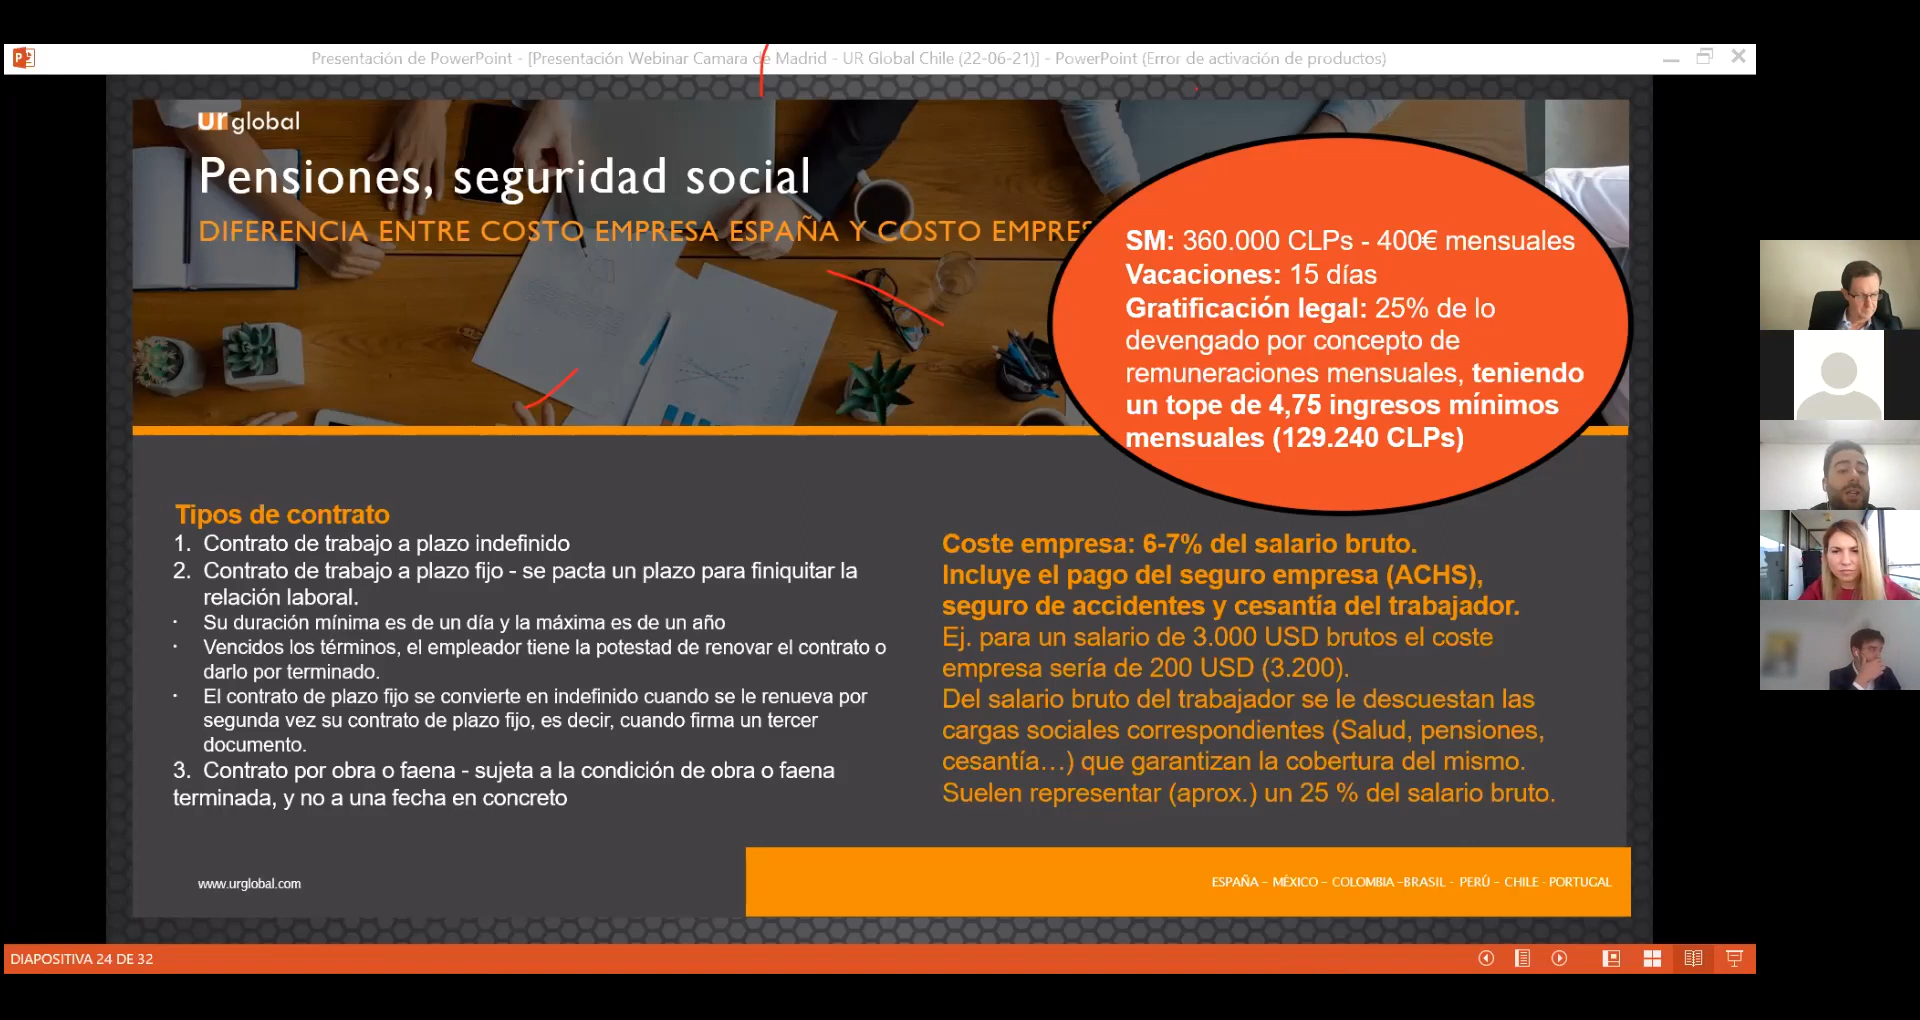 Presentación de PowerPoint - [Presentación Webinar Camara de Madrid - UR Global Chile (22-06-21)] - PowerPoint (Error de activación de productos)
ur global
Pensiones, seguridad social
DIFERENCIA ENTRE COSTO EMPRESA ESPAÑA Y COSTO EMPRES
SM: 360.000 CLPs - 400€ mensuales
Vacaciones: 15 días
Gratificación legal: 25% de lo
devengado por concepto de
remuneraciones mensuales, teniendo
un tope de 4,75 ingresos mínimos
mensuales (129.240 CLPs)
Tipos de contrato
1. Contrato de trabajo a plazo indefinido
2. Contrato de trabajo a plazo fijo - se pacta un plazo para finiquitar la
relación laboral.
· Su duración mínima es de un día y la máxima es de un año
· Vencidos los términos, el empleador tiene la potestad de renovar el contrato o
darlo por terminado.
· El contrato de plazo fijo se convierte en indefinido cuando se le renueva por
segunda vez su contrato de plazo fijo, es decir, cuando firma un tercer
documento.
3. Contrato por obra o faena - sujeta a la condición de obra o faena
terminada, y no a una fecha en concreto
Coste empresa: 6-7% del salario bruto.
Incluye el pago del seguro empresa (ACHS),
seguro de accidentes y cesantía del trabajador.
Ej. para un salario de 3.000 USD brutos el coste
empresa sería de 200 USD (3.200).
Del salario bruto del trabajador se le descuestan las
cargas sociales correspondientes (Salud, pensiones,
cesantía…) que garantizan la cobertura del mismo.
Suelen representar (aprox.) un 25 % del salario bruto.
www.urglobal.com
ESPAÑA – MÉXICO – COLOMBIA –BRASIL – PERÚ – CHILE - PORTUGAL
DIAPOSITIVA 24 DE 32